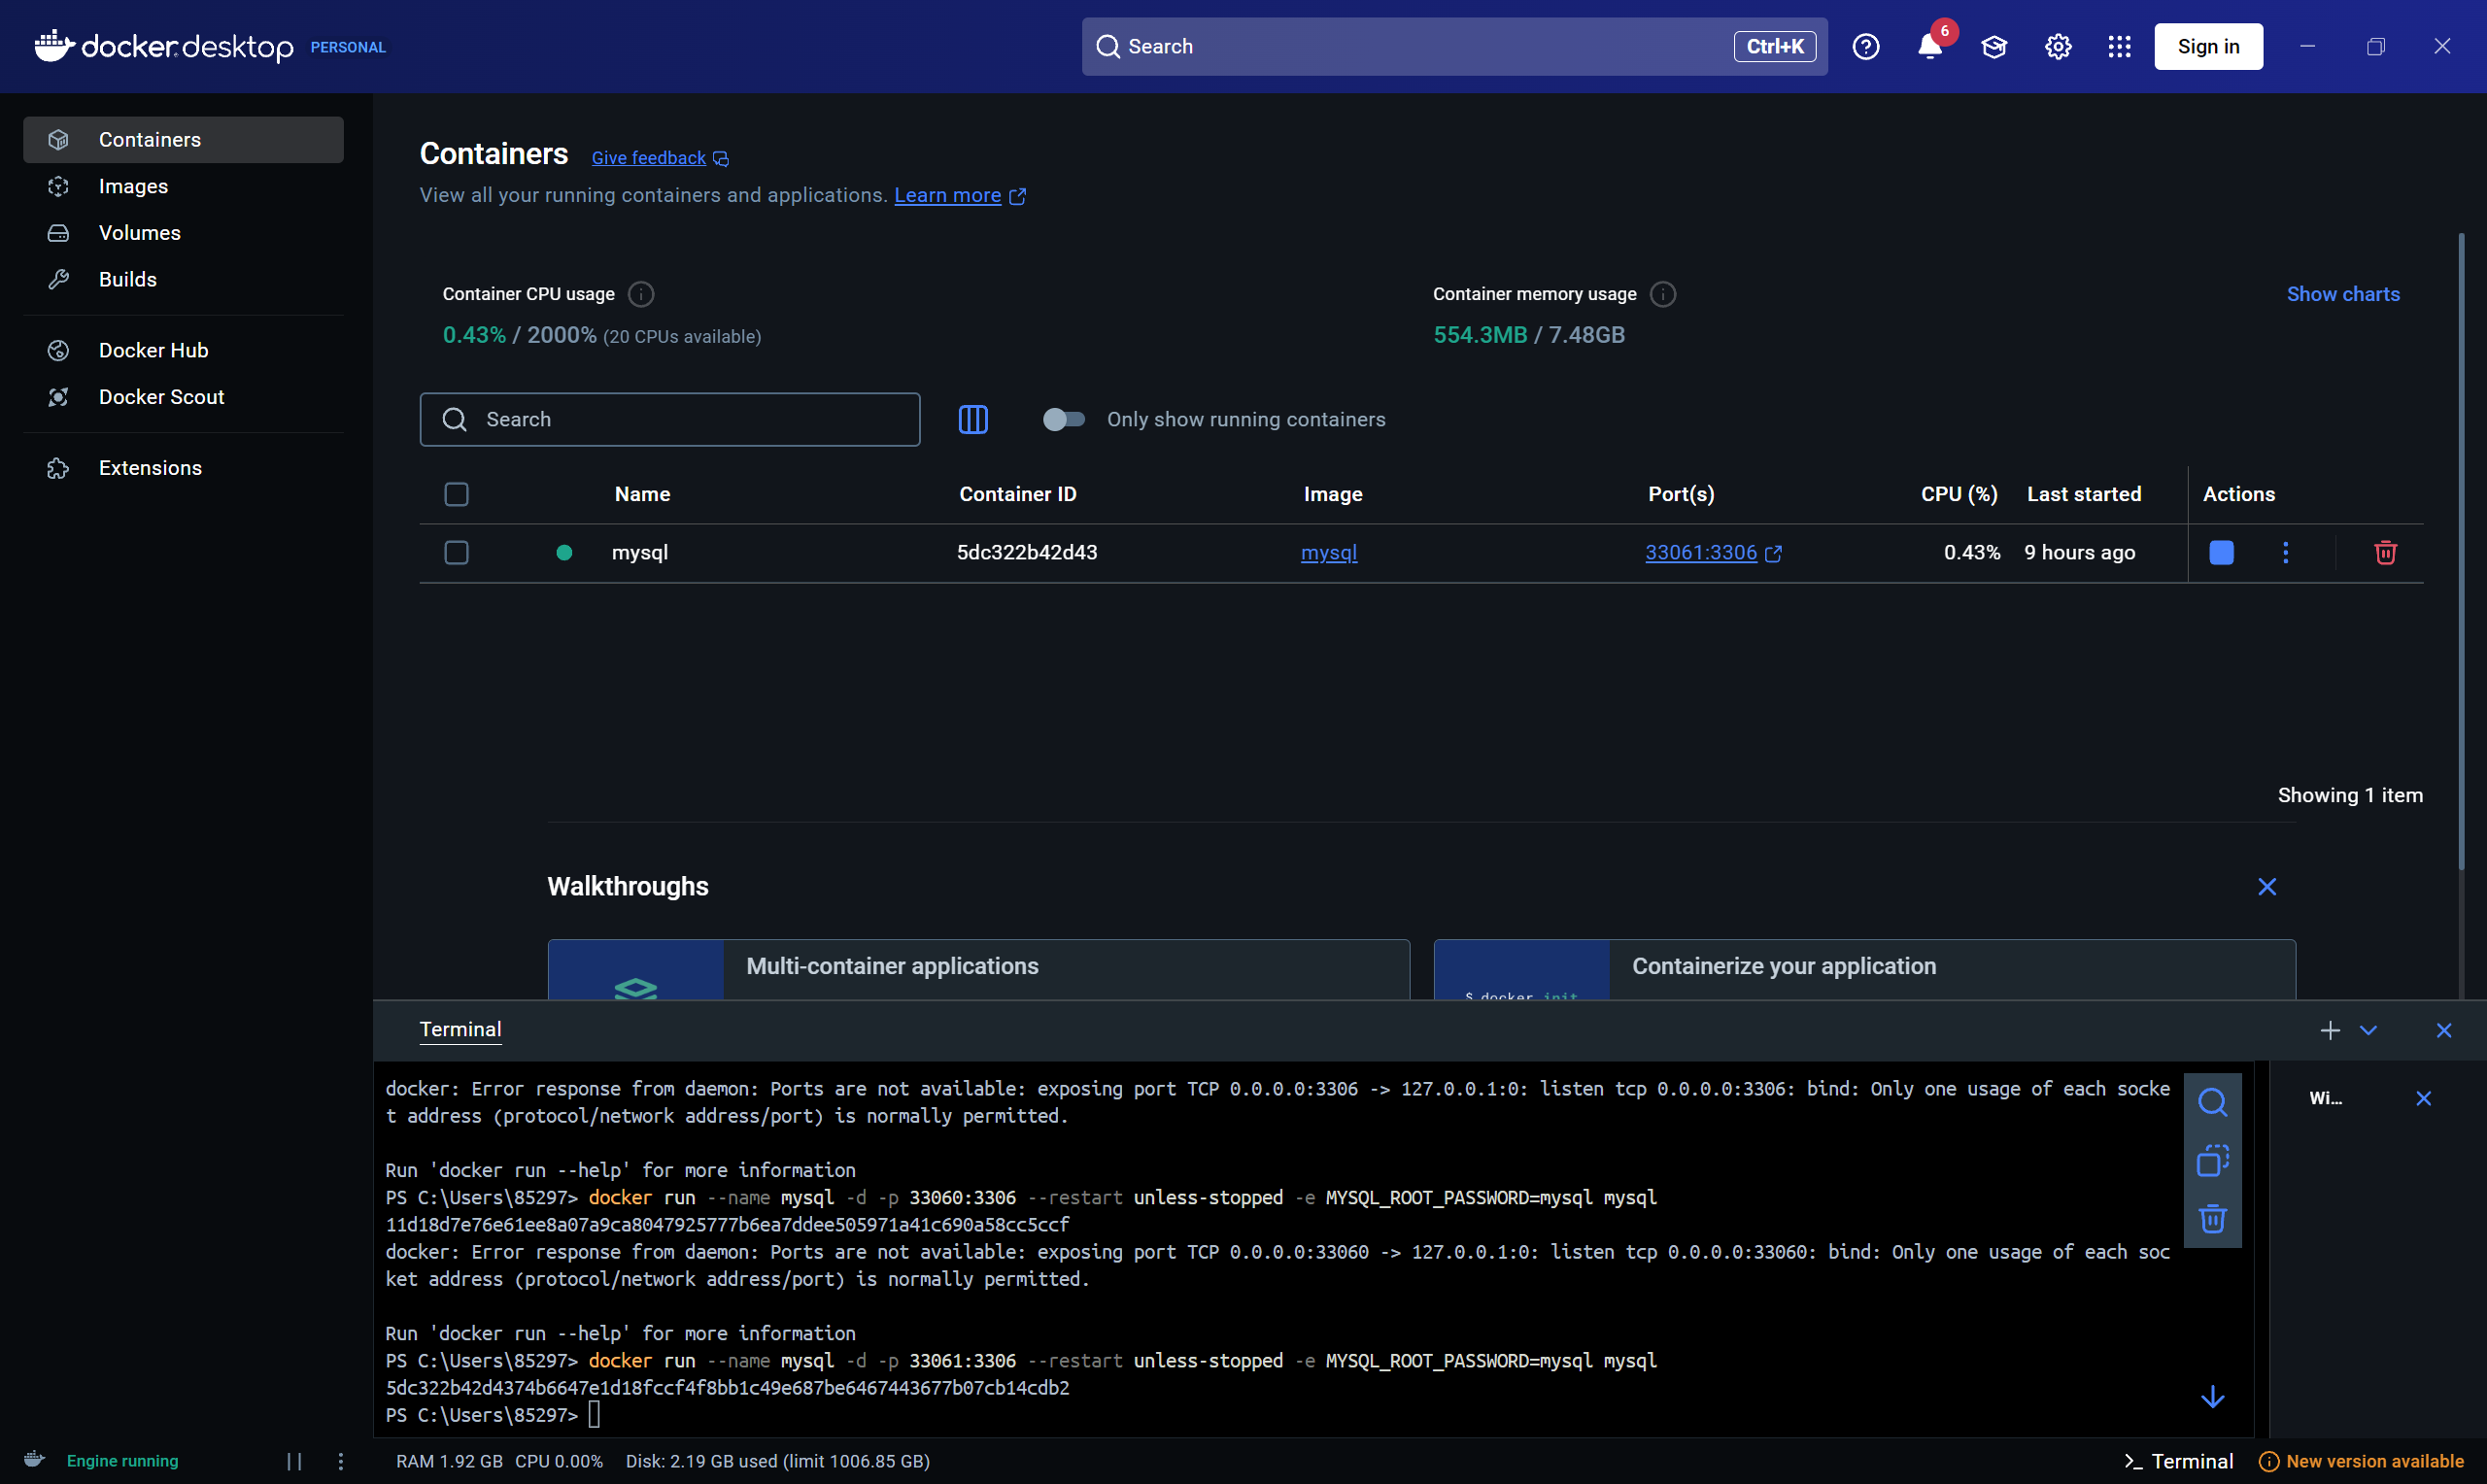 docker.desktop PERSONAL
Search Ctrl+K
6
Sign in
Containers
Images
Volumes
Builds
Docker Hub
Docker Scout
Extensions
Containers Give feedback
View all your running containers and applications. Learn more
Container CPU usage
0.43% / 2000% (20 CPUs available)
Container memory usage
554.3MB / 7.48GB
Show charts
Search
Only show running containers
Name Container ID Image Port(s) CPU (%) Last started Actions
mysql 5dc322b42d43 mysql 33061:3306 0.43% 9 hours ago
Showing 1 item
Walkthroughs
Multi-container applications
$ docker init
Containerize your application
Terminal
docker: Error response from daemon: Ports are not available: exposing port TCP 0.0.0.0:3306 -> 127.0.0.1:0: listen tcp 0.0.0.0:3306: bind: Only one usage of each socke
t address (protocol/network address/port) is normally permitted.
Run 'docker run --help' for more information
PS C:\Users\85297> docker run --name mysql -d -p 33060:3306 --restart unless-stopped -e MYSQL_ROOT_PASSWORD=mysql mysql
11d18d7e76e61ee8a07a9ca8047925777b6ea7ddee505971a41c690a58cc5ccf
docker: Error response from daemon: Ports are not available: exposing port TCP 0.0.0.0:33060 -> 127.0.0.1:0: listen tcp 0.0.0.0:33060: bind: Only one usage of each soc
ket address (protocol/network address/port) is normally permitted.
Run 'docker run --help' for more information
PS C:\Users\85297> docker run --name mysql -d -p 33061:3306 --restart unless-stopped -e MYSQL_ROOT_PASSWORD=mysql mysql
5dc322b42d4374b6647e1d18fccf4f8bb1c49e687be6467443677b07cb14cdb2
PS C:\Users\85297>
Wi...
Engine running
RAM 1.92 GB CPU 0.00% Disk: 2.19 GB used (limit 1006.85 GB)
>_ Terminal
New version available